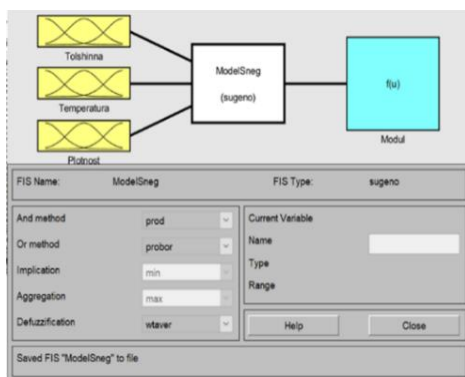 Tolshinna
Temperatura
Plotnost
ModelSneg
(sugeno)
f(u)
Modul
FIS Name: ModelSneg FIS Type: sugeno
And method prod
Or method probor
Implication min
Aggregation max
Defuzzification wtaver
Current Variable
Name
Type
Range
Help Close
Saved FIS "ModelSneg" to file